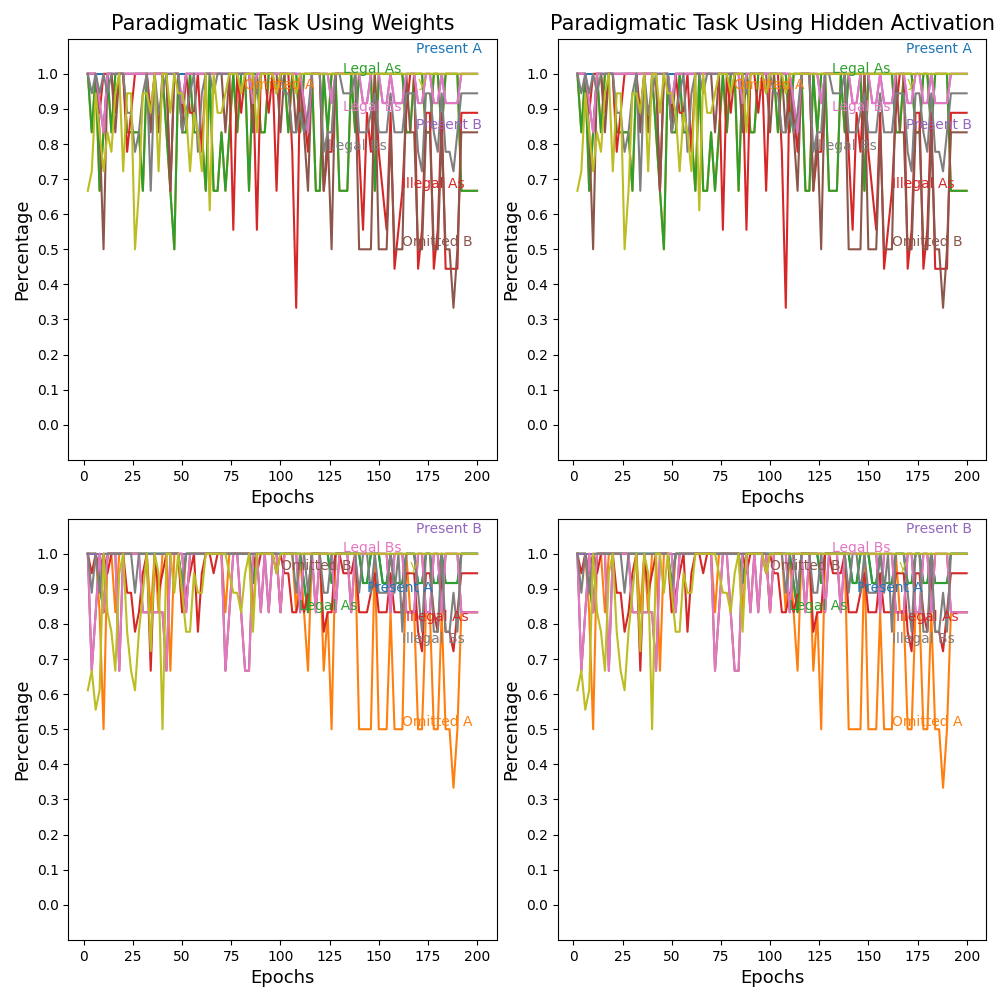 Paradigmatic Task Using Weights
Paradigmatic Task Using Hidden Activation
Percentage
1.0
0.9
0.8
0.7
0.6
0.5
0.4
0.3
0.2
0.1
0.0
Present A
Legal As
y
Omitted A
Legal Bs
Present B
Illegal Bs
Illegal As
Omitted B
0 25 50 75 100 125 150 175 200
Epochs
Percentage
1.0
0.9
0.8
0.7
0.6
0.5
0.4
0.3
0.2
0.1
0.0
Present A
Legal As
y
Omitted A
Legal Bs
Present B
Illegal Bs
Illegal As
Omitted B
0 25 50 75 100 125 150 175 200
Epochs
Percentage
1.0
0.9
0.8
0.7
0.6
0.5
0.4
0.3
0.2
0.1
0.0
Present B
Legal Bs
y
Omitted B
Present A
Legal As
Illegal As
Illegal Bs
Omitted A
0 25 50 75 100 125 150 175 200
Epochs
Percentage
1.0
0.9
0.8
0.7
0.6
0.5
0.4
0.3
0.2
0.1
0.0
Present B
Legal Bs
y
Omitted B
Present A
Legal As
Illegal As
Illegal Bs
Omitted A
0 25 50 75 100 125 150 175 200
Epochs